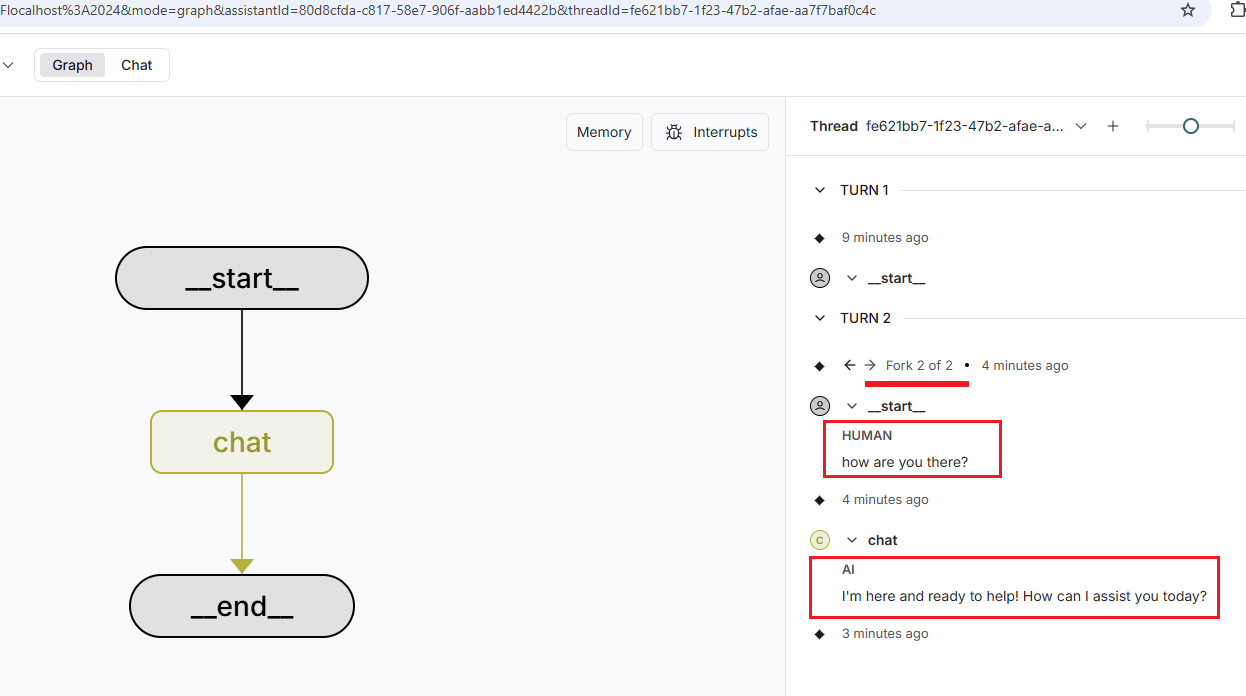 Flocalhost%3A2024&mode=graph&assistantId=80d8cfda-c817-58e7-906f-aabb1ed4422b&threadId=fe621bb7-1f23-47b2-afae-aa7f7baf0c4c
Graph Chat
Memory Interrupts
__start__
chat
__end__
Thread fe621bb7-1f23-47b2-afae-a...
TURN 1
9 minutes ago
__start__
TURN 2
Fork 2 of 2 • 4 minutes ago
__start__
HUMAN
how are you there?
4 minutes ago
C chat
AI
I'm here and ready to help! How can I assist you today?
3 minutes ago